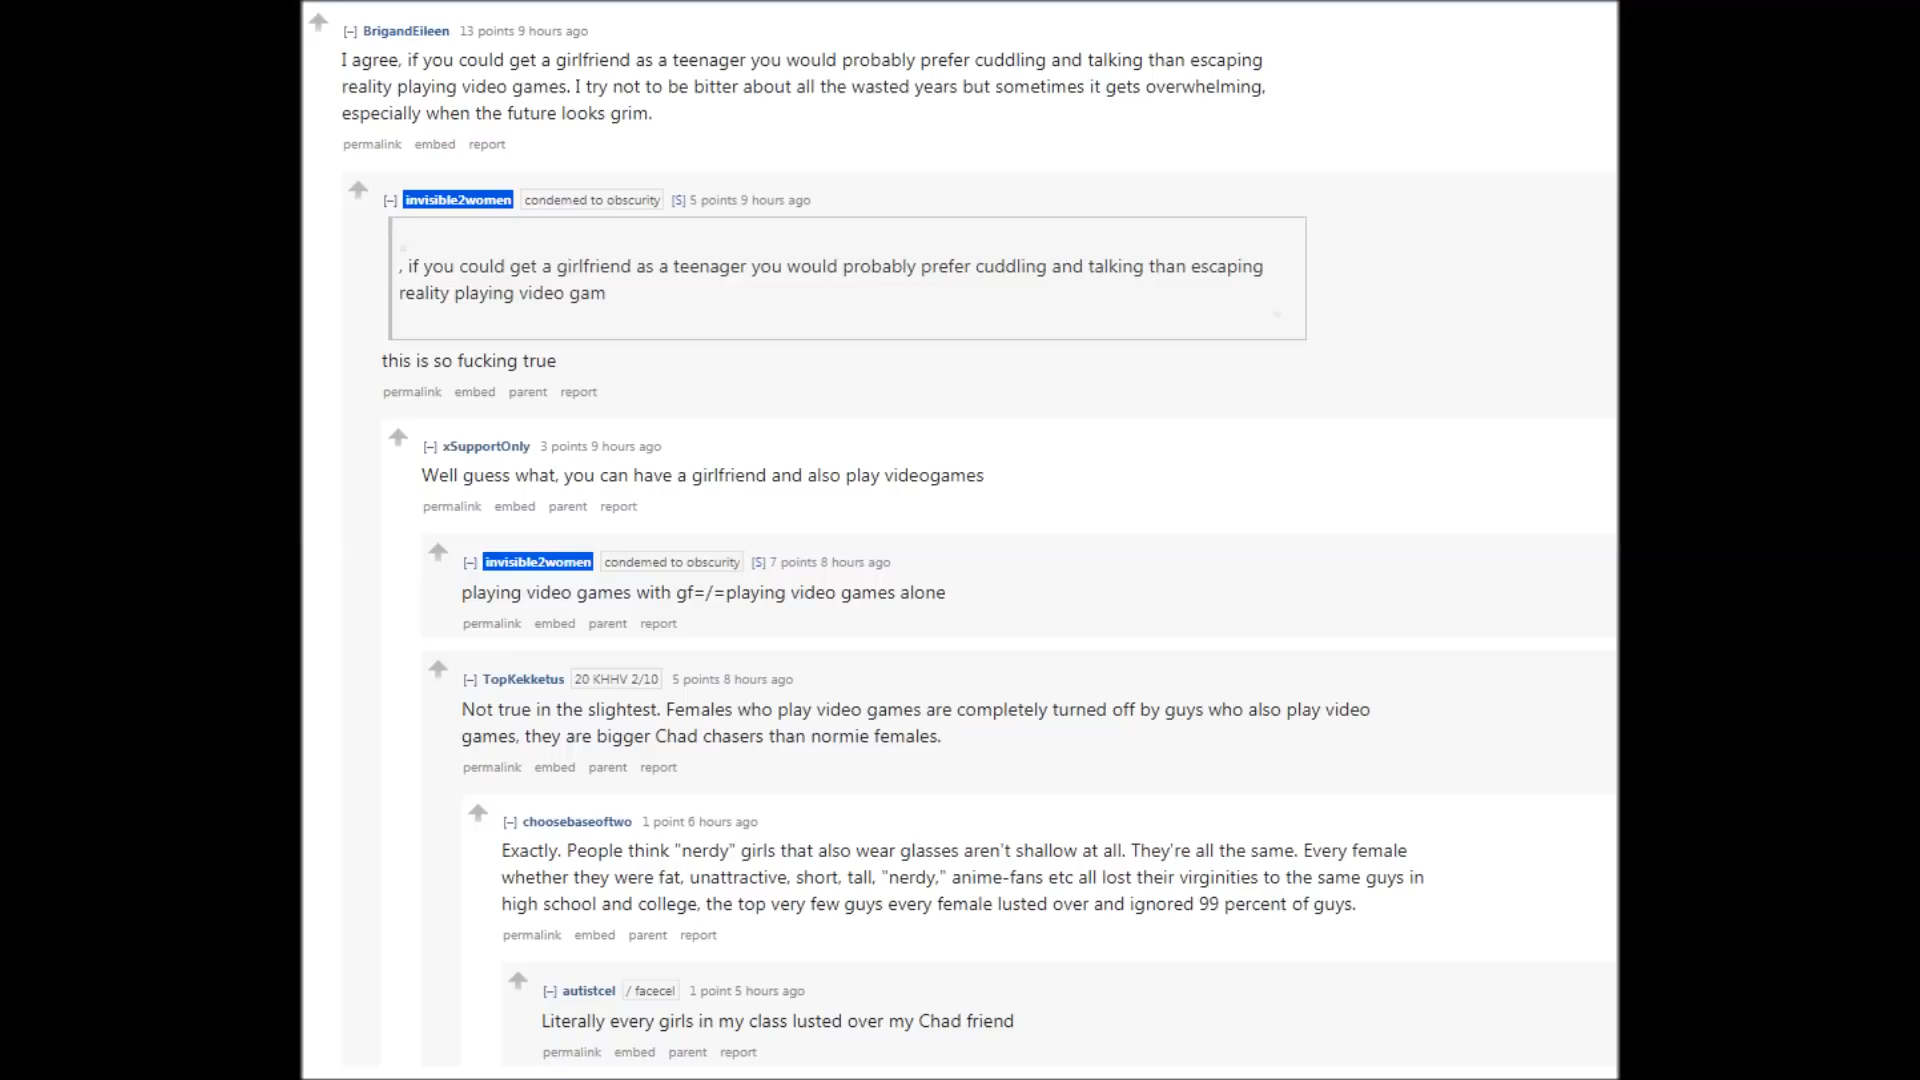 [–] BrigandEileen 13 points 9 hours ago
I agree, if you could get a girlfriend as a teenager you would probably prefer cuddling and talking than escaping
reality playing video games. I try not to be bitter about all the wasted years but sometimes it gets overwhelming,
especially when the future looks grim.
permalink embed report
[–] invisible2women condemed to obscurity [S] 5 points 9 hours ago
, if you could get a girlfriend as a teenager you would probably prefer cuddling and talking than escaping
reality playing video gam
this is so fucking true
permalink embed parent report
[–] xSupportOnly 3 points 9 hours ago
Well guess what, you can have a girlfriend and also play videogames
permalink embed parent report
[–] invisible2women condemed to obscurity [S] 7 points 8 hours ago
playing video games with gf=/=playing video games alone
permalink embed parent report
[–] TopKekketus 20 KHHV 2/10 5 points 8 hours ago
Not true in the slightest. Females who play video games are completely turned off by guys who also play video
games, they are bigger Chad chasers than normie females.
permalink embed parent report
[–] choosebaseoftwo 1 point 6 hours ago
Exactly. People think "nerdy" girls that also wear glasses aren't shallow at all. They're all the same. Every female
whether they were fat, unattractive, short, tall, "nerdy," anime-fans etc all lost their virginities to the same guys in
high school and college, the top very few guys every female lusted over and ignored 99 percent of guys.
permalink embed parent report
[–] autistcel / facecel 1 point 5 hours ago
Literally every girls in my class lusted over my Chad friend
permalink embed parent report